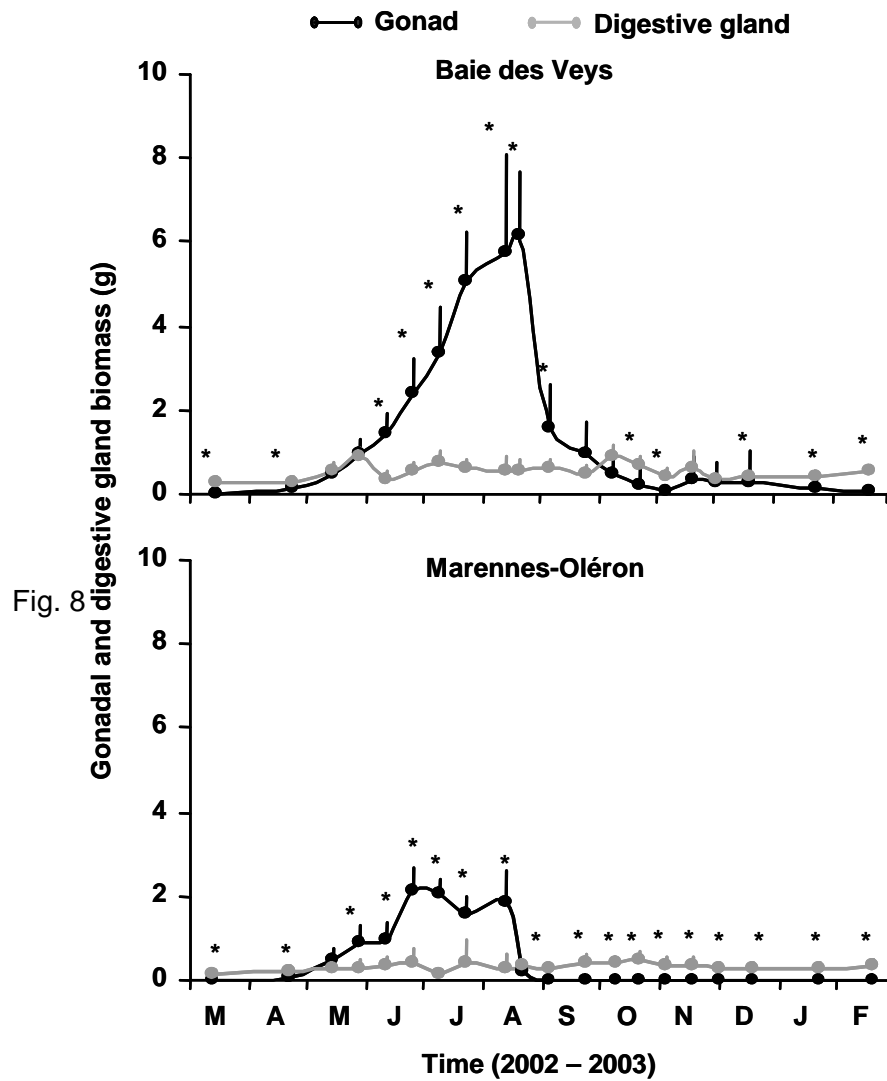 Gonad Digestive gland
Baie des Veys
10
8
6
4
2
0
* * * * * * * * * * * * * * *
Marennes-Oléron
10
8
6
4
2
0
* * * * * * * * * * * * * * * * *
Fig. 8
Gonadal and digestive gland biomass (g)
M A M J J A S O N D J F
Time (2002 – 2003)